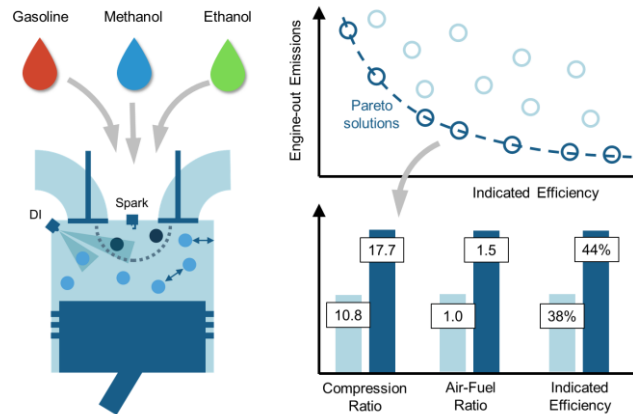 Gasoline
Methanol
Ethanol
DI
Spark
Engine-out Emissions
Pareto
solutions
Indicated Efficiency
17.7
1.5
44%
10.8
1.0
38%
Compression
Ratio
Air-Fuel
Ratio
Indicated
Efficiency